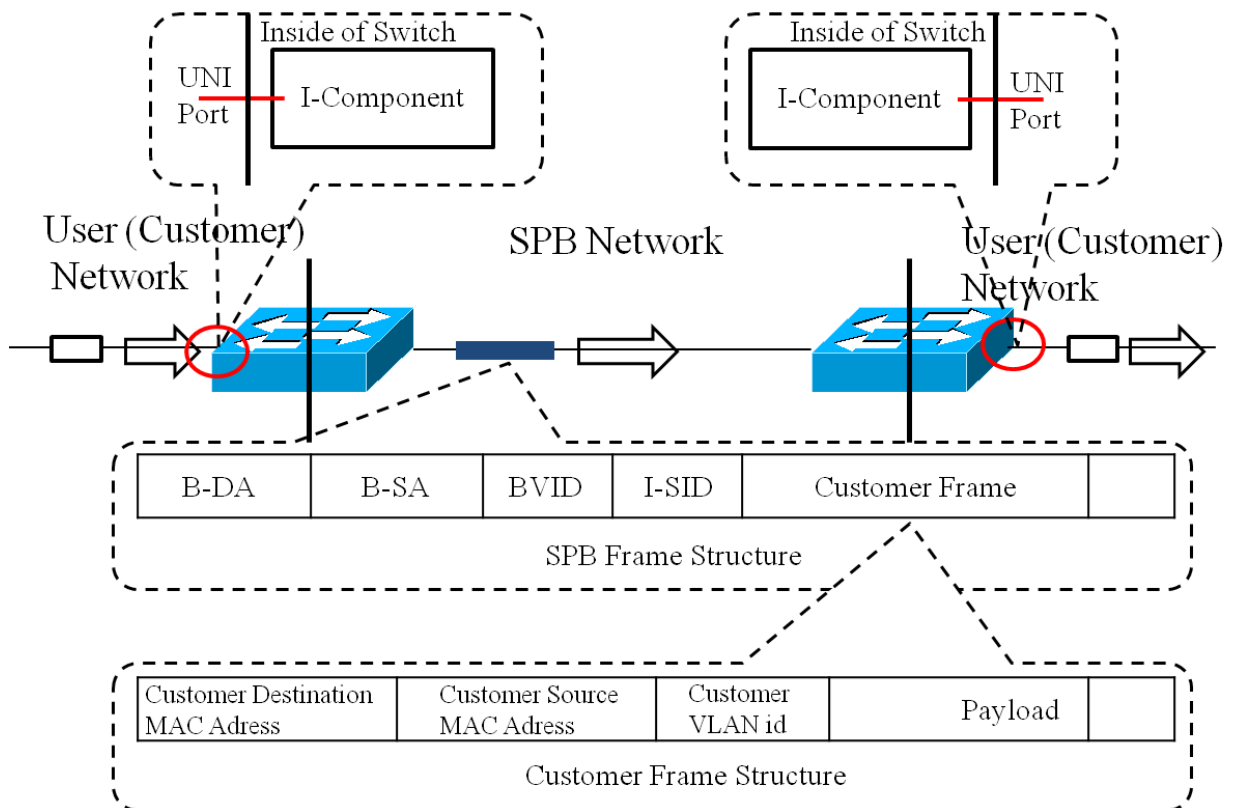 Inside of Switch
UNI
Port
I-Component
Inside of Switch
I-Component
UNI
Port
User (Customer)
Network
SPB Network
User (Customer)
Network
B-DA
B-SA
BVID
I-SID
Customer Frame
SPB Frame Structure
Customer Destination
MAC Adress
Customer Source
MAC Adress
Customer
VLAN id
Payload
Customer Frame Structure